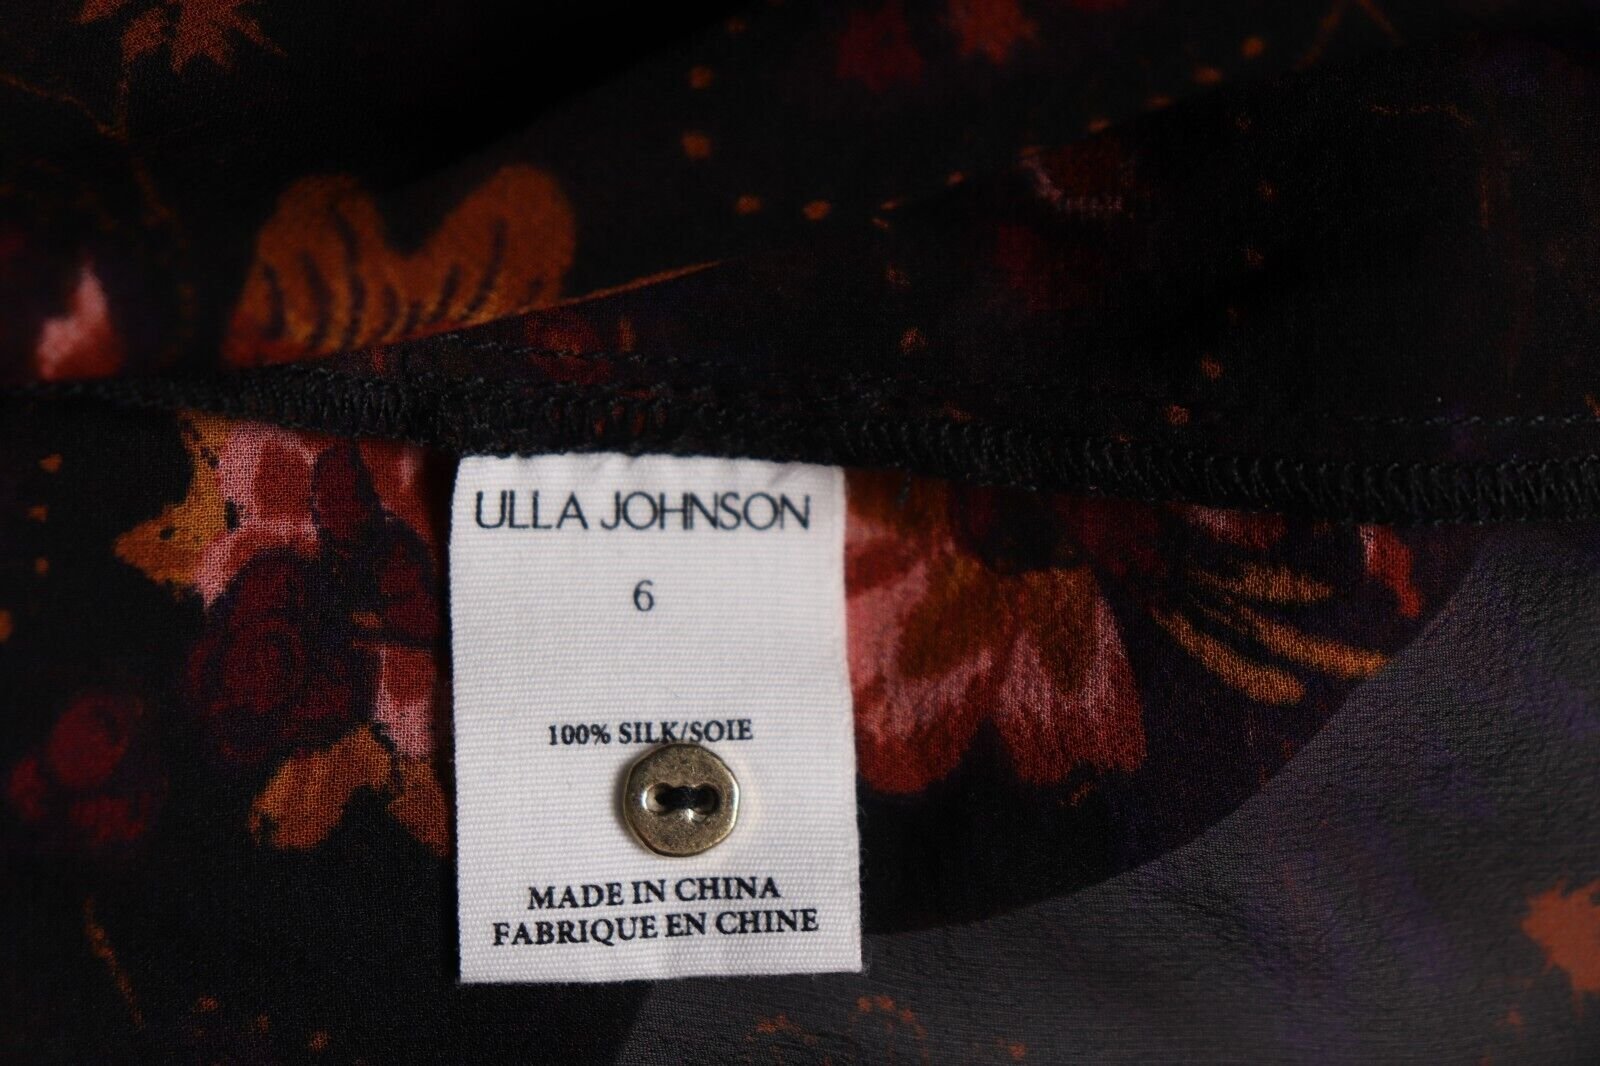 ULLA JOHNSON
6
100% SILK/SOIE
MADE IN CHINA
FABRIQUE EN CHINE